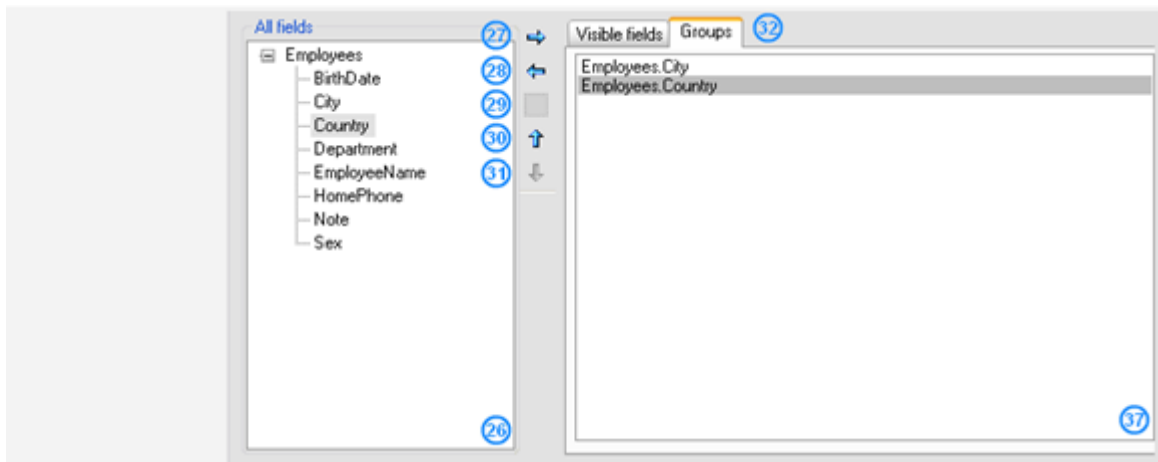 All fields
Employees
BirthDate
City
Country
Department
EmployeeName
HomePhone
Note
Sex
26
27
28
29
30
31
Visible fields Groups 32
Employees.City
Employees.Country
37